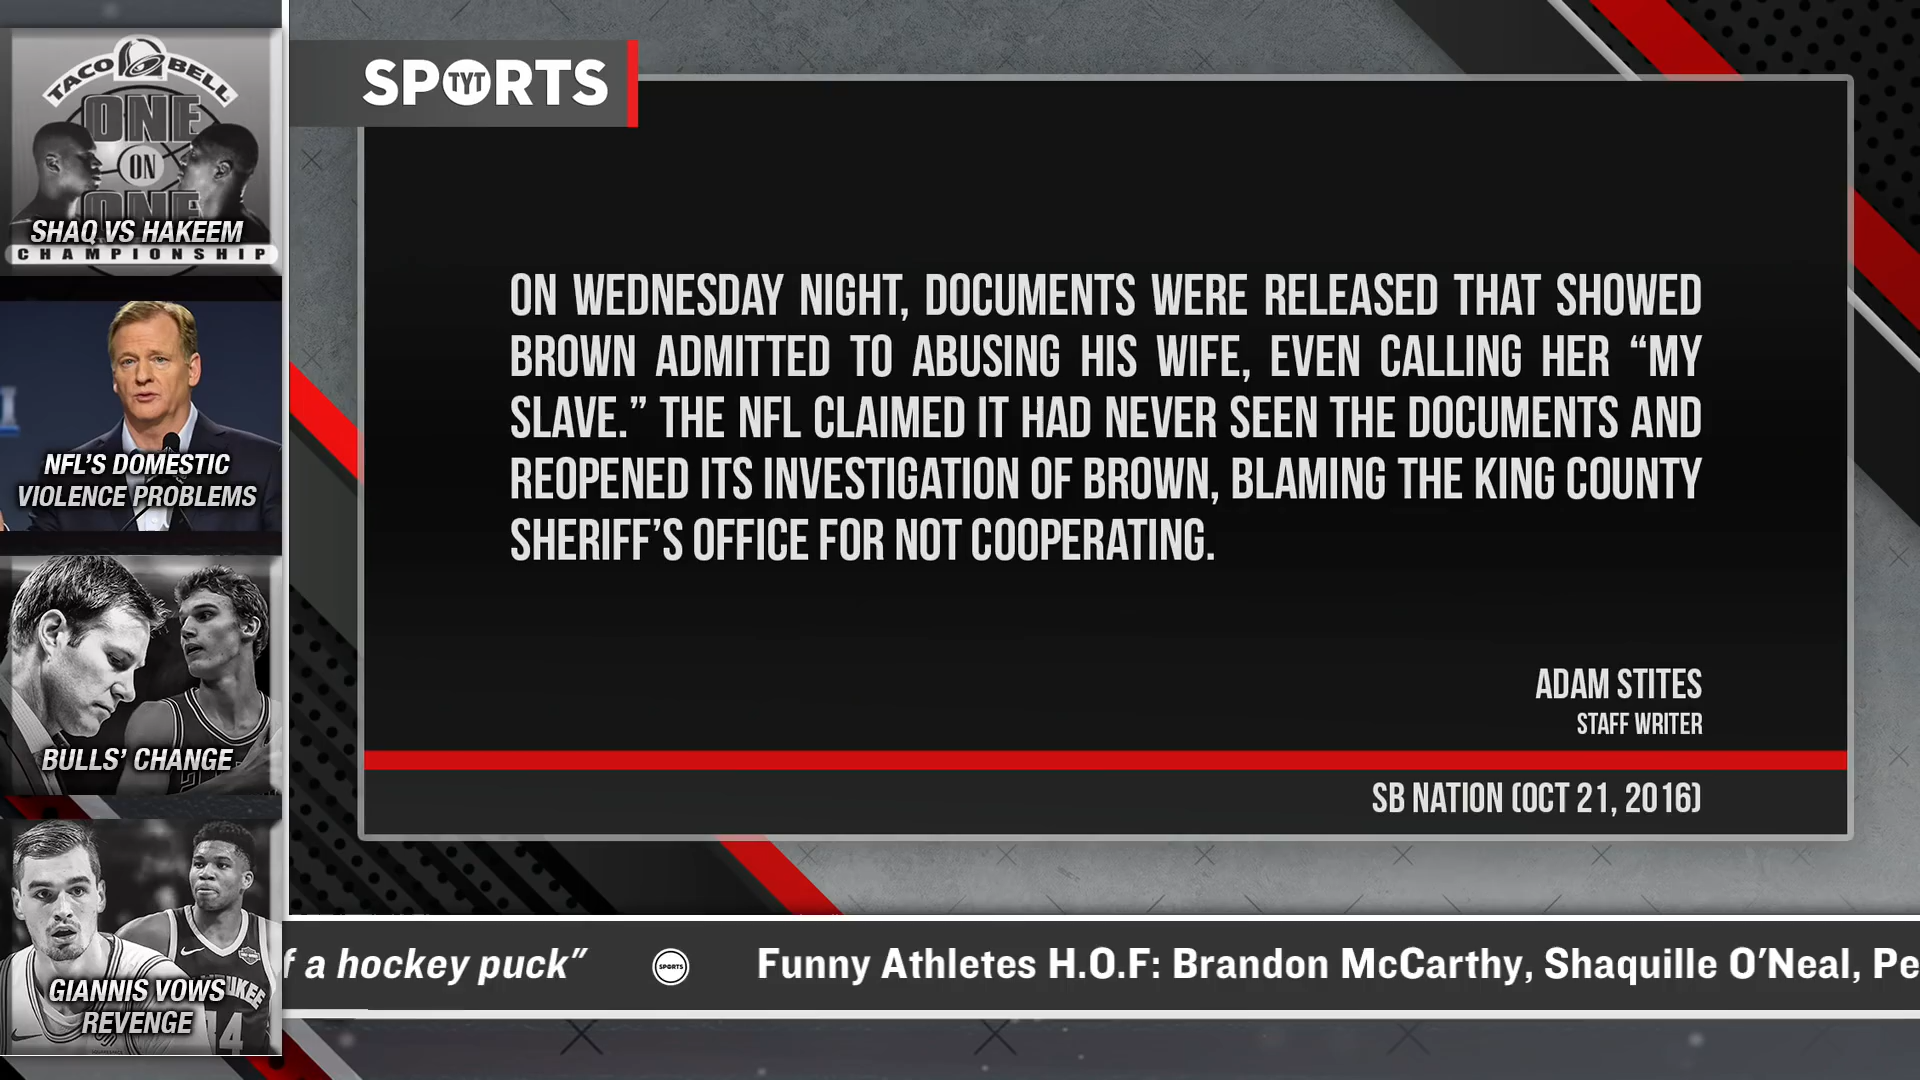 TACO BELL
ONE
ON
ONE
SHAQ VS HAKEEM
CHAMPIONSHIP
NFL'S DOMESTIC
VIOLENCE PROBLEMS
BULLS' CHANGE
GIANNIS VOWS
REVENGE
SPORTS
TYT
ON WEDNESDAY NIGHT, DOCUMENTS WERE RELEASED THAT SHOWED
BROWN ADMITTED TO ABUSING HIS WIFE, EVEN CALLING HER “MY
SLAVE.” THE NFL CLAIMED IT HAD NEVER SEEN THE DOCUMENTS AND
REOPENED ITS INVESTIGATION OF BROWN, BLAMING THE KING COUNTY
SHERIFF’S OFFICE FOR NOT COOPERATING.
ADAM STITES
STAFF WRITER
SB NATION (OCT 21, 2016)
f a hockey puck” SPORTS Funny Athletes H.O.F: Brandon McCarthy, Shaquille O’Neal, Pe